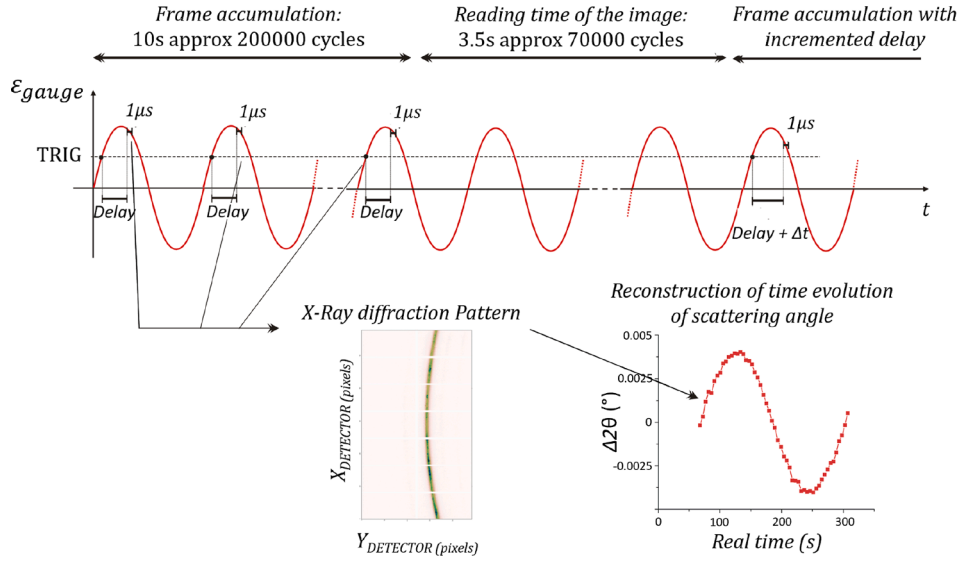 Frame accumulation:
10s approx 200000 cycles
Reading time of the image:
3.5s approx 70000 cycles
Frame accumulation with
incremented delay
εgauge
1μs
1μs
1μs
1μs
TRIG
Delay
Delay
Delay
Delay + Δt
t
X-Ray diffraction Pattern
XDETECTOR (pixels)
YDETECTOR (pixels)
Reconstruction of time evolution
of scattering angle
0.005
0.0025
0
-0.0025
Δ2θ (°)
0 100 200 300
Real time (s)